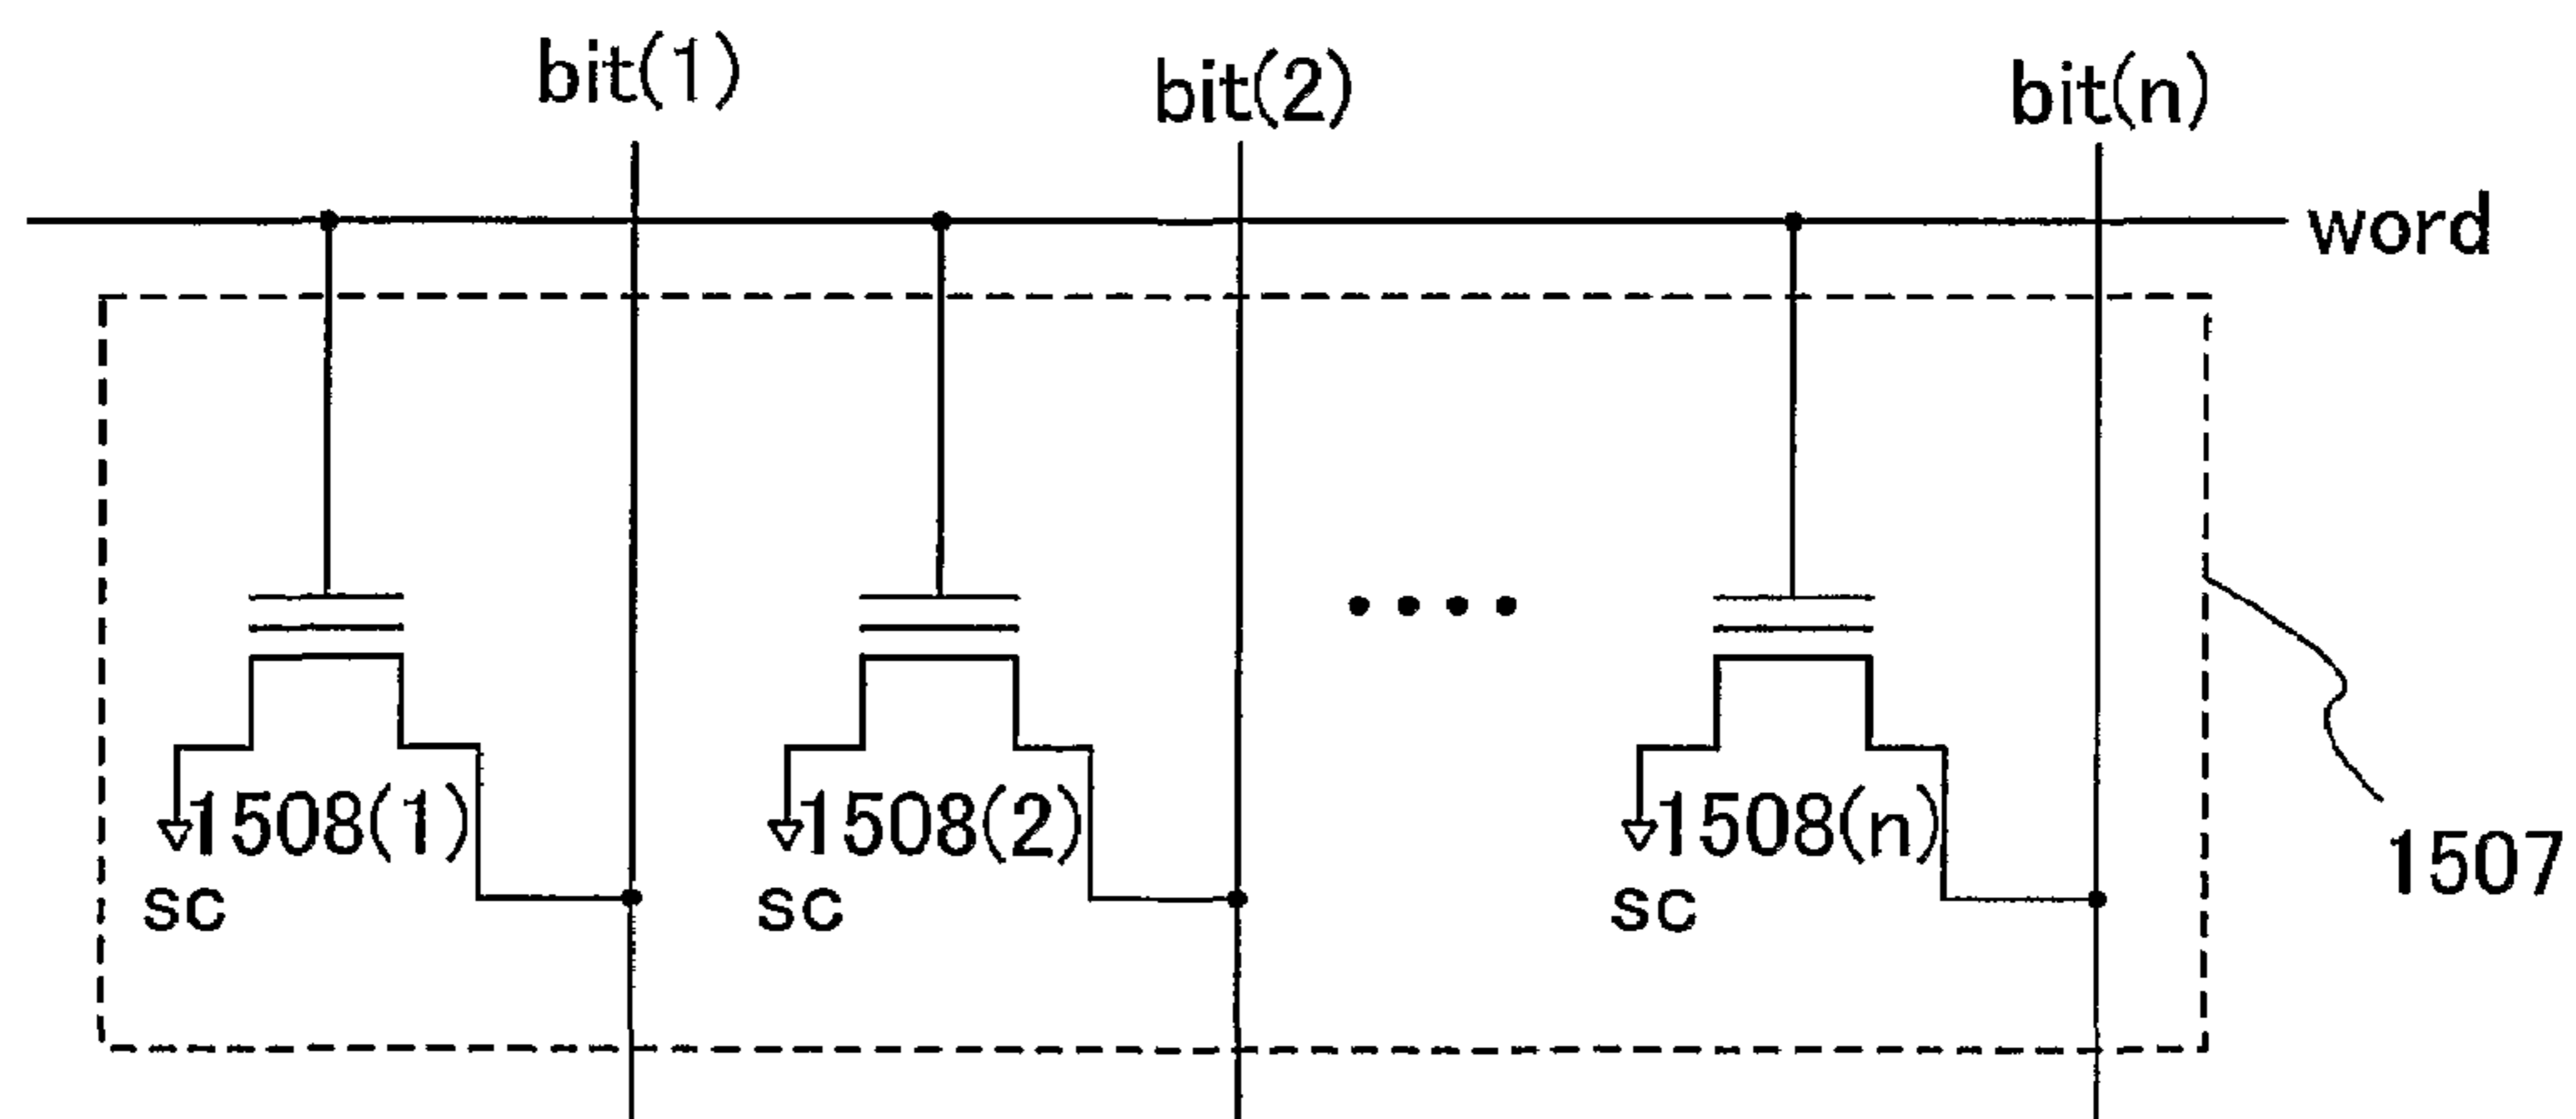 bit(1) bit(2) bit(n)
word
1508(1) 1508(2) 1508(n)
1507
sc sc sc